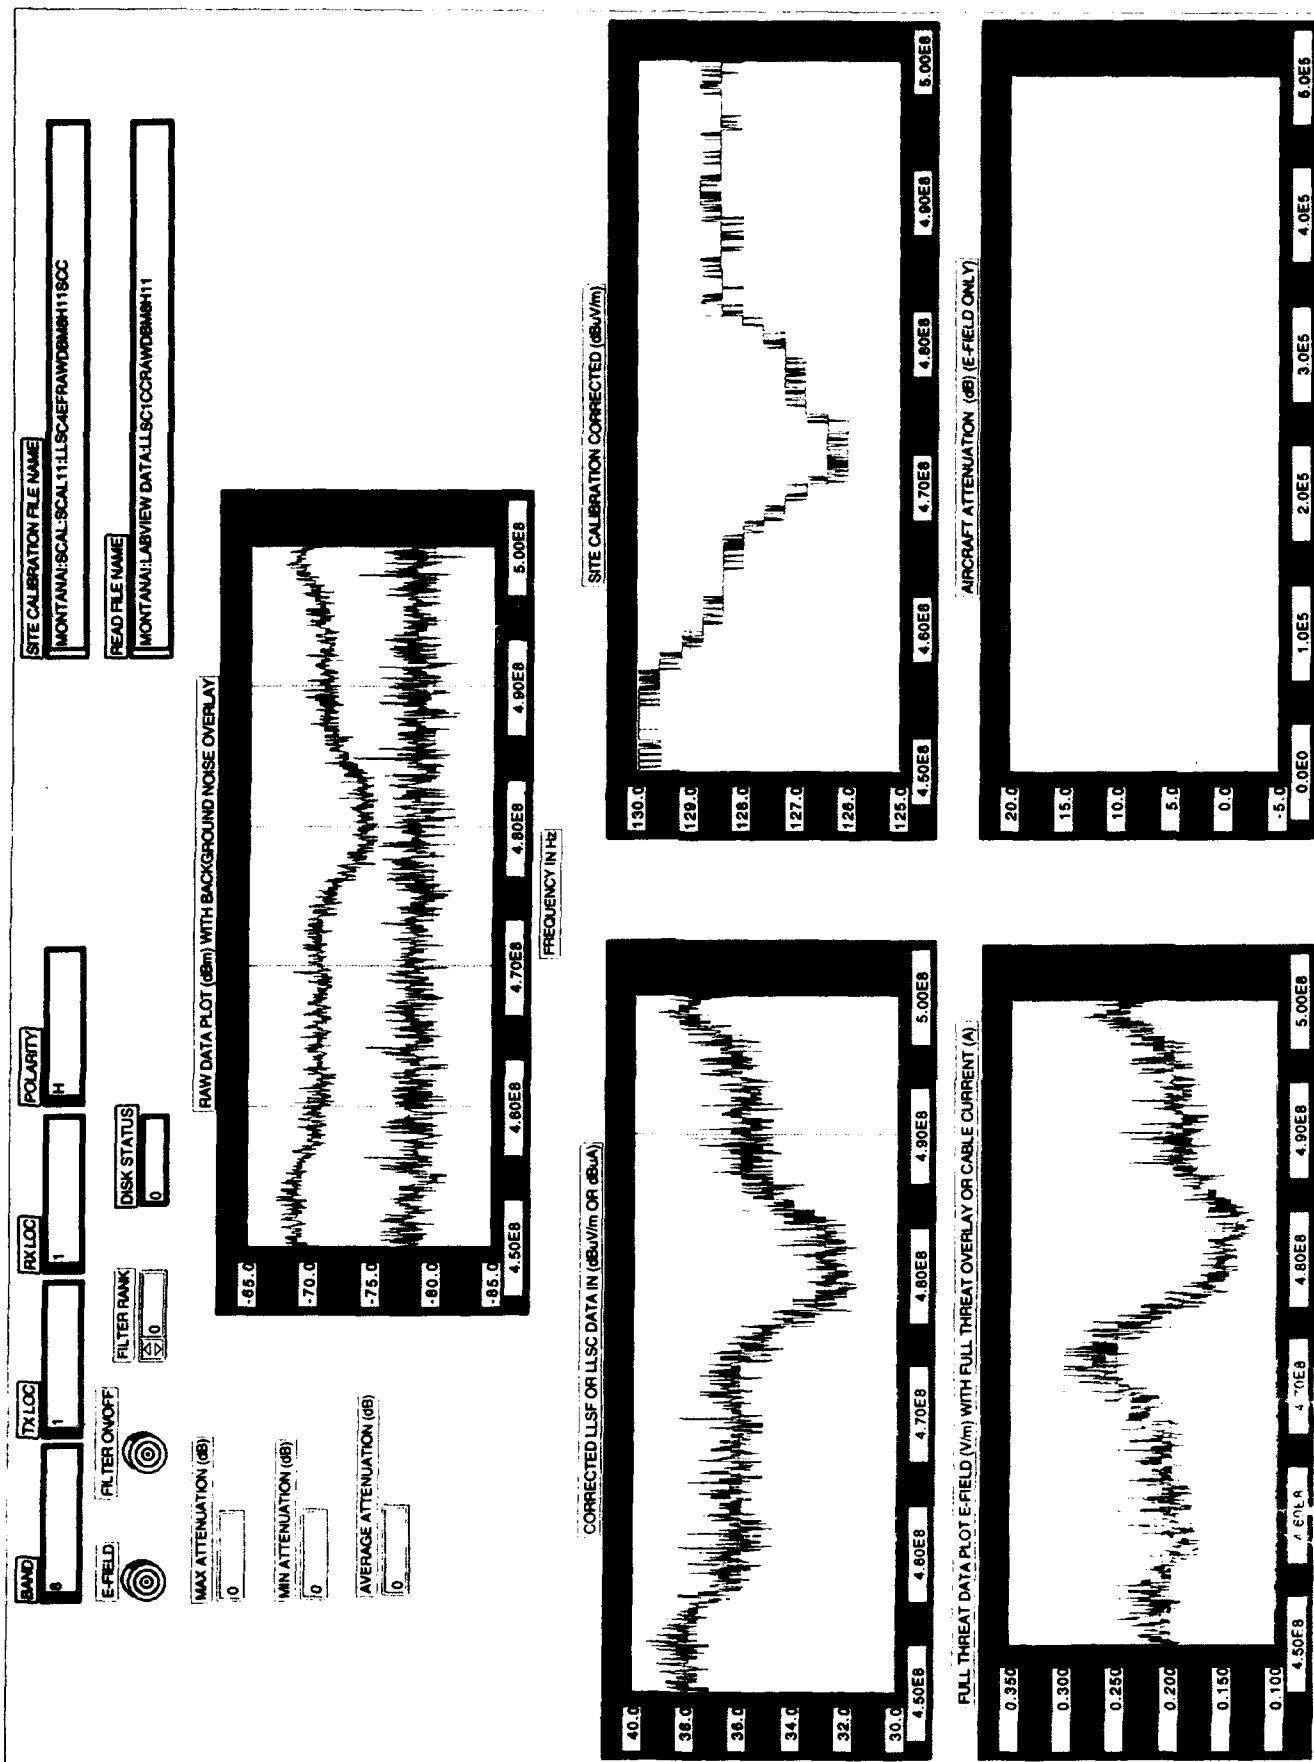 SITE CALIBRATION FILE NAME
MONTANAI:SCAL:SCAL11:LLSC4EFRAWDBM8H11SCC
READ FILE NAME
MONTANAI:LABVIEW DATA:LLSC1CCRAWDBM8H11
BAND
8
TX LOC
1
RX LOC
1
POLARITY
H
E-FIELD
FILTER ON/OFF
FILTER RANK
0
DISK STATUS
0
MAX ATTENUATION (dB)
0
MIN ATTENUATION (dB)
0
AVERAGE ATTENUATION (dB)
0
RAW DATA PLOT (dBm) WITH BACKGROUND NOISE OVERLAY
-65.0
-70.0
-75.0
-80.0
-85.0
4.50E8 4.60E8 4.70E8 4.80E8 4.90E8 5.00E8
FREQUENCY IN Hz
CORRECTED LLSF OR LLSC DATA IN (dBuV/m OR dBuA)
40.0
38.0
36.0
34.0
32.0
30.0
4.50E8 4.60E8 4.70E8 4.80E8 4.90E8 5.00E8
SITE CALIBRATION CORRECTED (dBuV/m)
130.0
129.0
128.0
127.0
126.0
125.0
4.50E8 4.60E8 4.70E8 4.80E8 4.90E8 5.00E8
FULL THREAT DATA PLOT E-FIELD (V/m) WITH FULL THREAT OVERLAY OR CABLE CURRENT (A)
0.350
0.300
0.250
0.200
0.150
0.100
4.50E8 4.60E8 4.70E8 4.80E8 4.90E8 5.00E8
AIRCRAFT ATTENUATION (dB) (E-FIELD ONLY)
20.0
15.0
10.0
5.0
0.0
-5.0
0.0E0 1.0E5 2.0E5 3.0E5 4.0E5 5.0E5